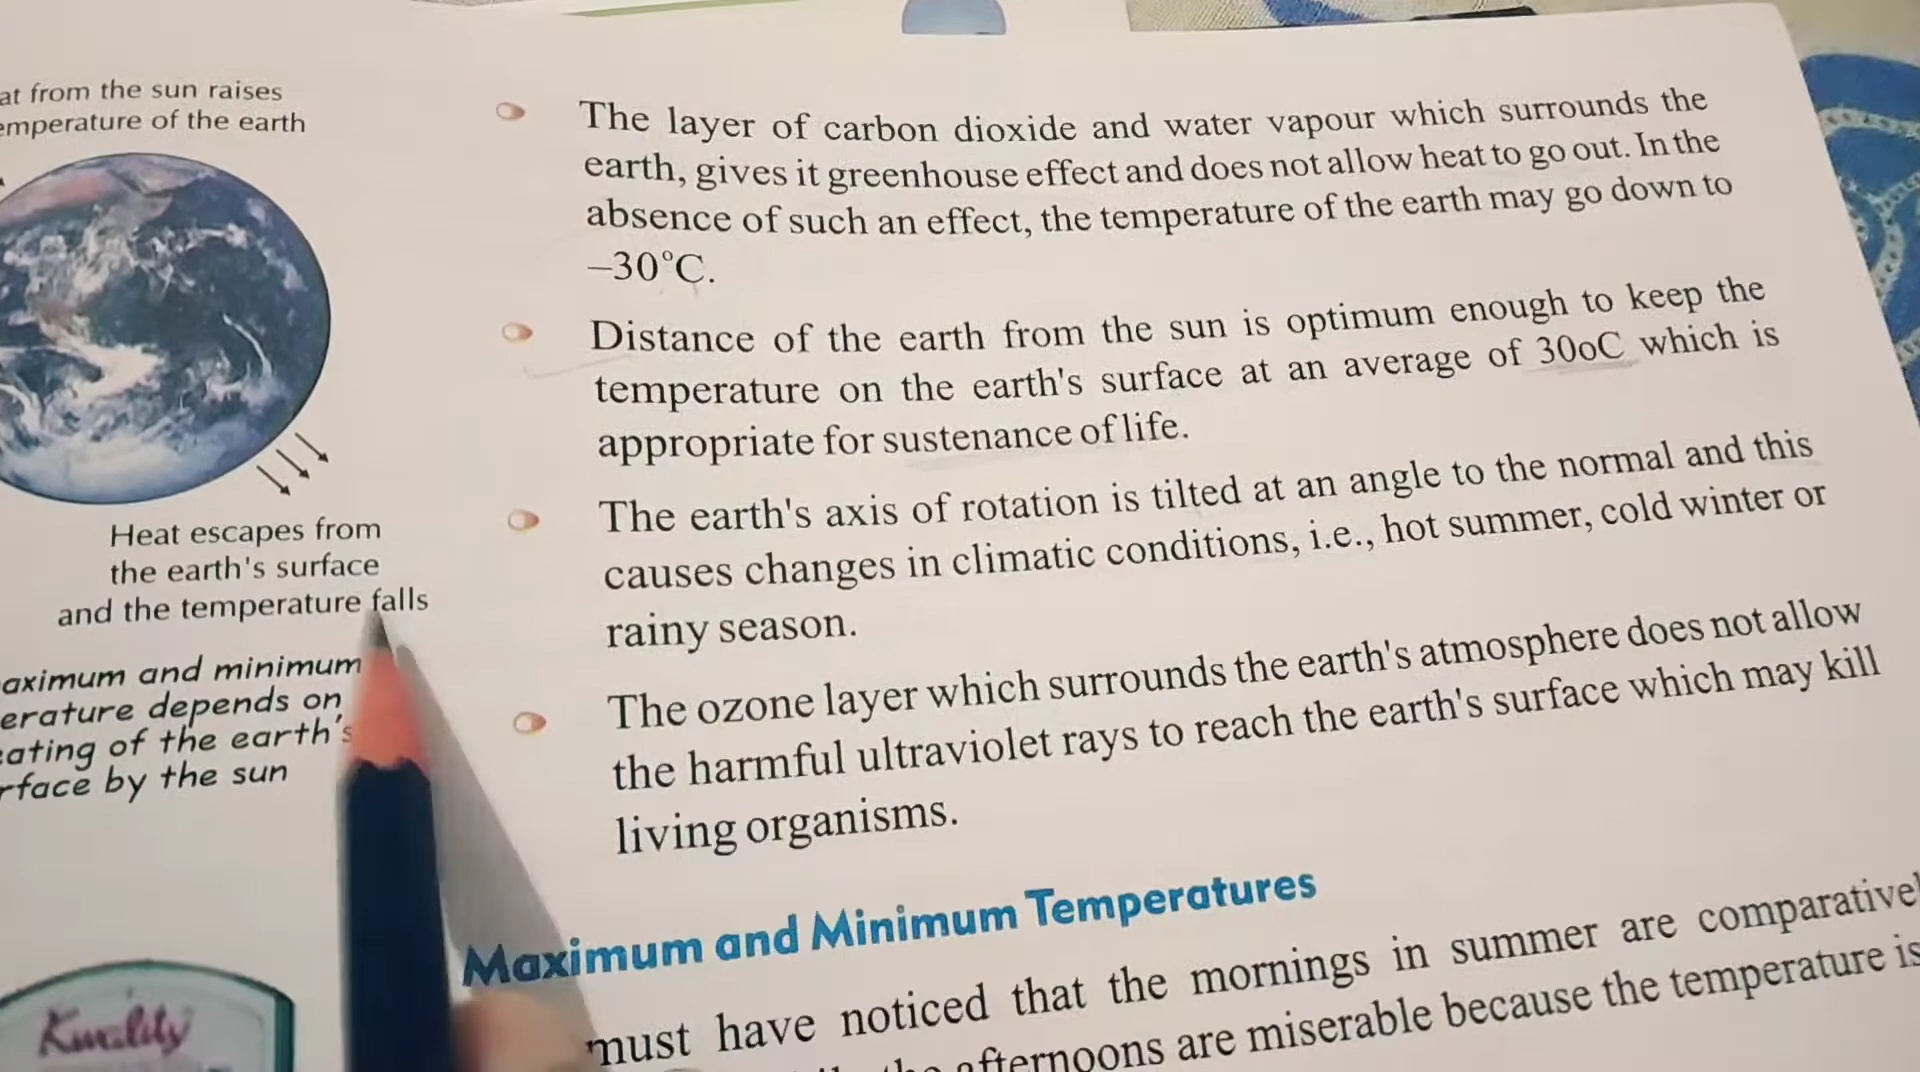 at from the sun raises
emperature of the earth
Heat escapes from
the earth's surface
and the temperature falls
aximum and minimum
erature depends on
ating of the earth's
rface by the sun
Kwality
The layer of carbon dioxide and water vapour which surrounds the
earth, gives it greenhouse effect and does not allow heat to go out. In the
absence of such an effect, the temperature of the earth may go down to
–30°C.
Distance of the earth from the sun is optimum enough to keep the
temperature on the earth's surface at an average of 30oC which is
appropriate for sustenance of life.
The earth's axis of rotation is tilted at an angle to the normal and this
causes changes in climatic conditions, i.e., hot summer, cold winter or
rainy season.
The ozone layer which surrounds the earth's atmosphere does not allow
the harmful ultraviolet rays to reach the earth's surface which may kill
living organisms.
Maximum and Minimum Temperatures
must have noticed that the mornings in summer are comparativel
afternoons are miserable because the temperature is